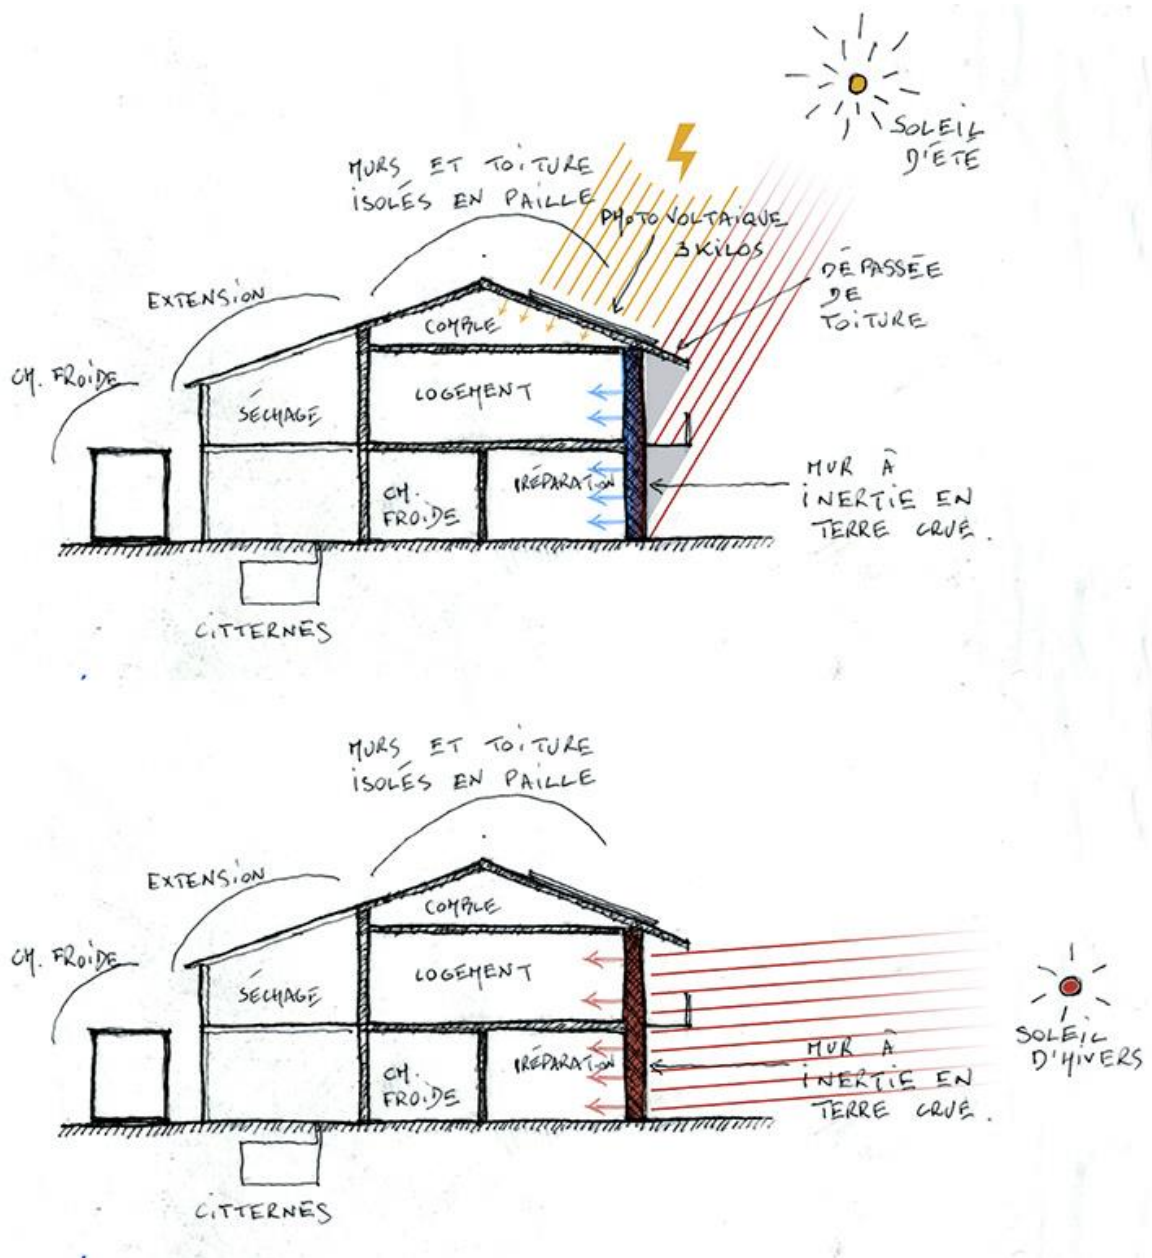 SOLEIL
D'ÉTÉ
MURS ET TOITURE
ISOLÉS EN PAILLE
PHOTO VOLTAÏQUE
3 KILOS
DÉPASSÉE
DE
TOITURE
EXTENSION
COMBLE
CH. FROIDE
LOGEMENT
SÉCHAGE
PRÉPARATION
CH.
FROIDE
MUR À
INERTIE EN
TERRE CRUE.
CITTERNES
MURS ET TOITURE
ISOLÉS EN PAILLE
EXTENSION
COMBLE
CH. FROIDE
LOGEMENT
SÉCHAGE
SOLEIL
D'HIVERS
PRÉPARATION
CH.
FROIDE
MUR À
INERTIE EN
TERRE CRUE.
CITTERNES